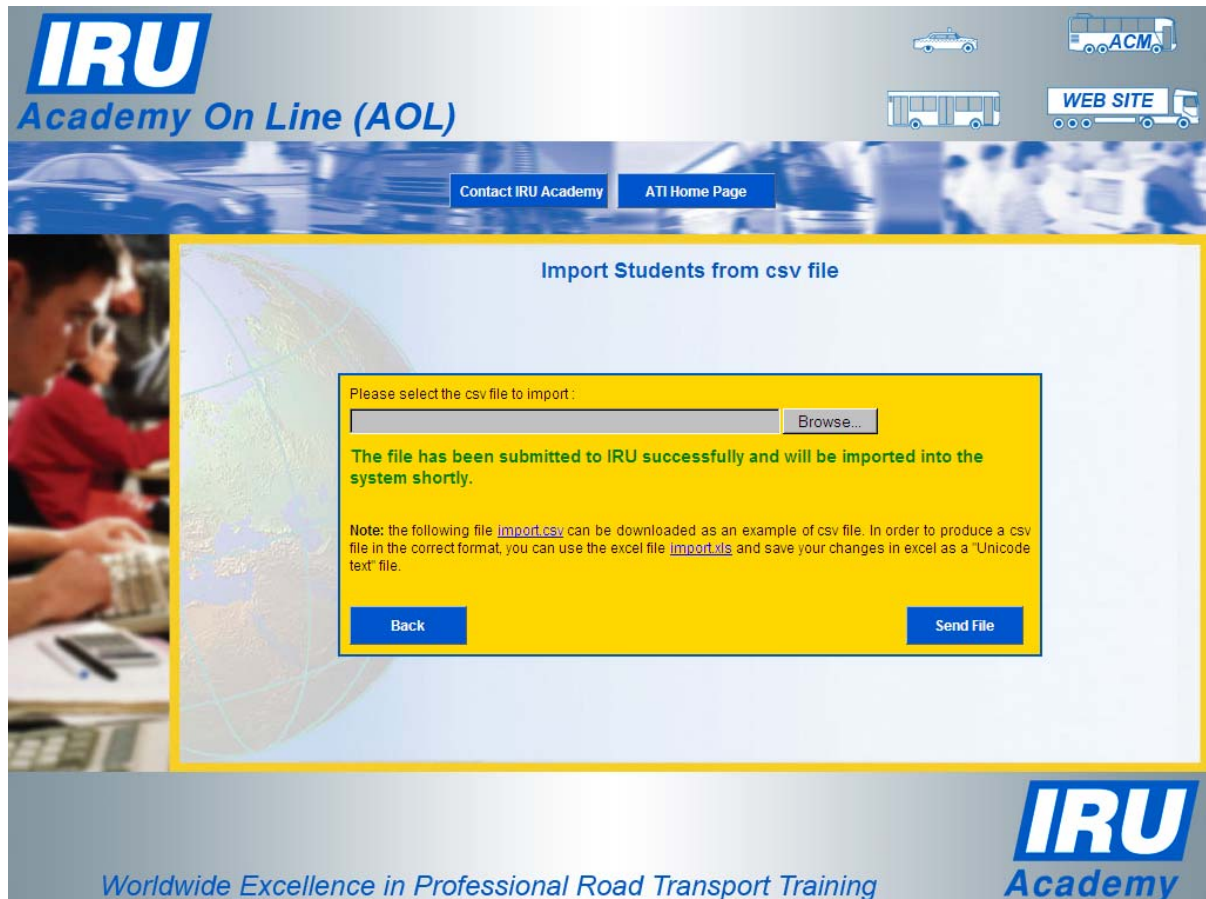 IRU
Academy On Line (AOL)
ACM
WEB SITE
Contact IRU Academy
ATI Home Page
Import Students from csv file
Please select the csv file to import :
Browse...
The file has been submitted to IRU successfully and will be imported into the
system shortly.
Note: the following file import.csv can be downloaded as an example of csv file. In order to produce a csv
file in the correct format, you can use the excel file import.xls and save your changes in excel as a "Unicode
text" file.
Back
Send File
IRU
Academy
Worldwide Excellence in Professional Road Transport Training